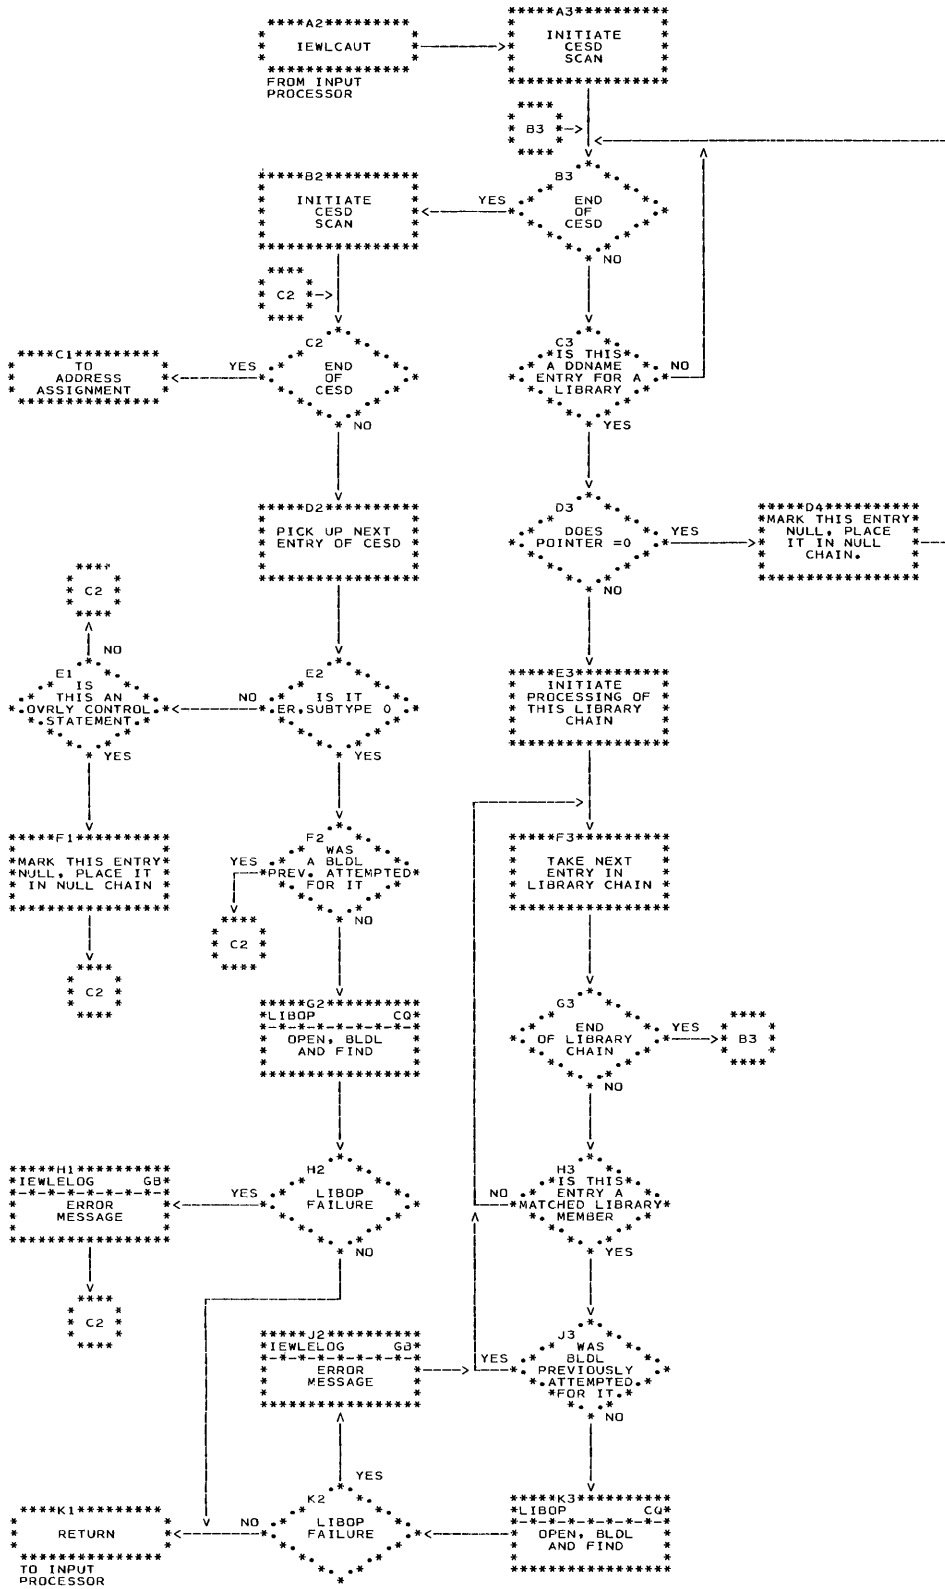 A2
IEWLCAUT
FROM INPUT
PROCESSOR
A3
INITIATE
CESD
SCAN
B3
B2
INITIATE
CESD
SCAN
YES
B3
END
OF
CESD
NO
C2
C1
TO
ADDRESS
ASSIGNMENT
YES
C2
END
OF
CESD
NO
C3
IS THIS
A DDNAME
ENTRY FOR A
LIBRARY
NO
YES
D2
PICK UP NEXT
ENTRY OF CESD
D3
DOES
POINTER =0
YES
NO
D4
MARK THIS ENTRY
NULL, PLACE
IT IN NULL
CHAIN.
C2
NO
E1
IS
THIS AN
OVRLY CONTROL
STATEMENT
YES
NO
E2
IS IT
ER,SUBTYPE 0
YES
E3
INITIATE
PROCESSING OF
THIS LIBRARY
CHAIN
F1
MARK THIS ENTRY
NULL, PLACE IT
IN NULL CHAIN
C2
YES
F2
WAS
A BLDL
PREV. ATTEMPTED
FOR IT
NO
C2
F3
TAKE NEXT
ENTRY IN
LIBRARY CHAIN
G2
LIBOP CQ
OPEN, BLDL
AND FIND
G3
END
OF LIBRARY
CHAIN
YES
NO
B3
H1
IEWLELOG GB
ERROR
MESSAGE
C2
YES
H2
LIBOP
FAILURE
NO
NO
H3
IS THIS
ENTRY A
MATCHED LIBRARY
MEMBER
YES
J2
IEWLELOG GB
ERROR
MESSAGE
YES
J3
WAS
BLDL
PREVIOUSLY
ATTEMPTED
FOR IT
NO
K1
RETURN
TO INPUT
PROCESSOR
NO
YES
K2
LIBOP
FAILURE
K3
LIBOP CQ
OPEN, BLDL
AND FIND